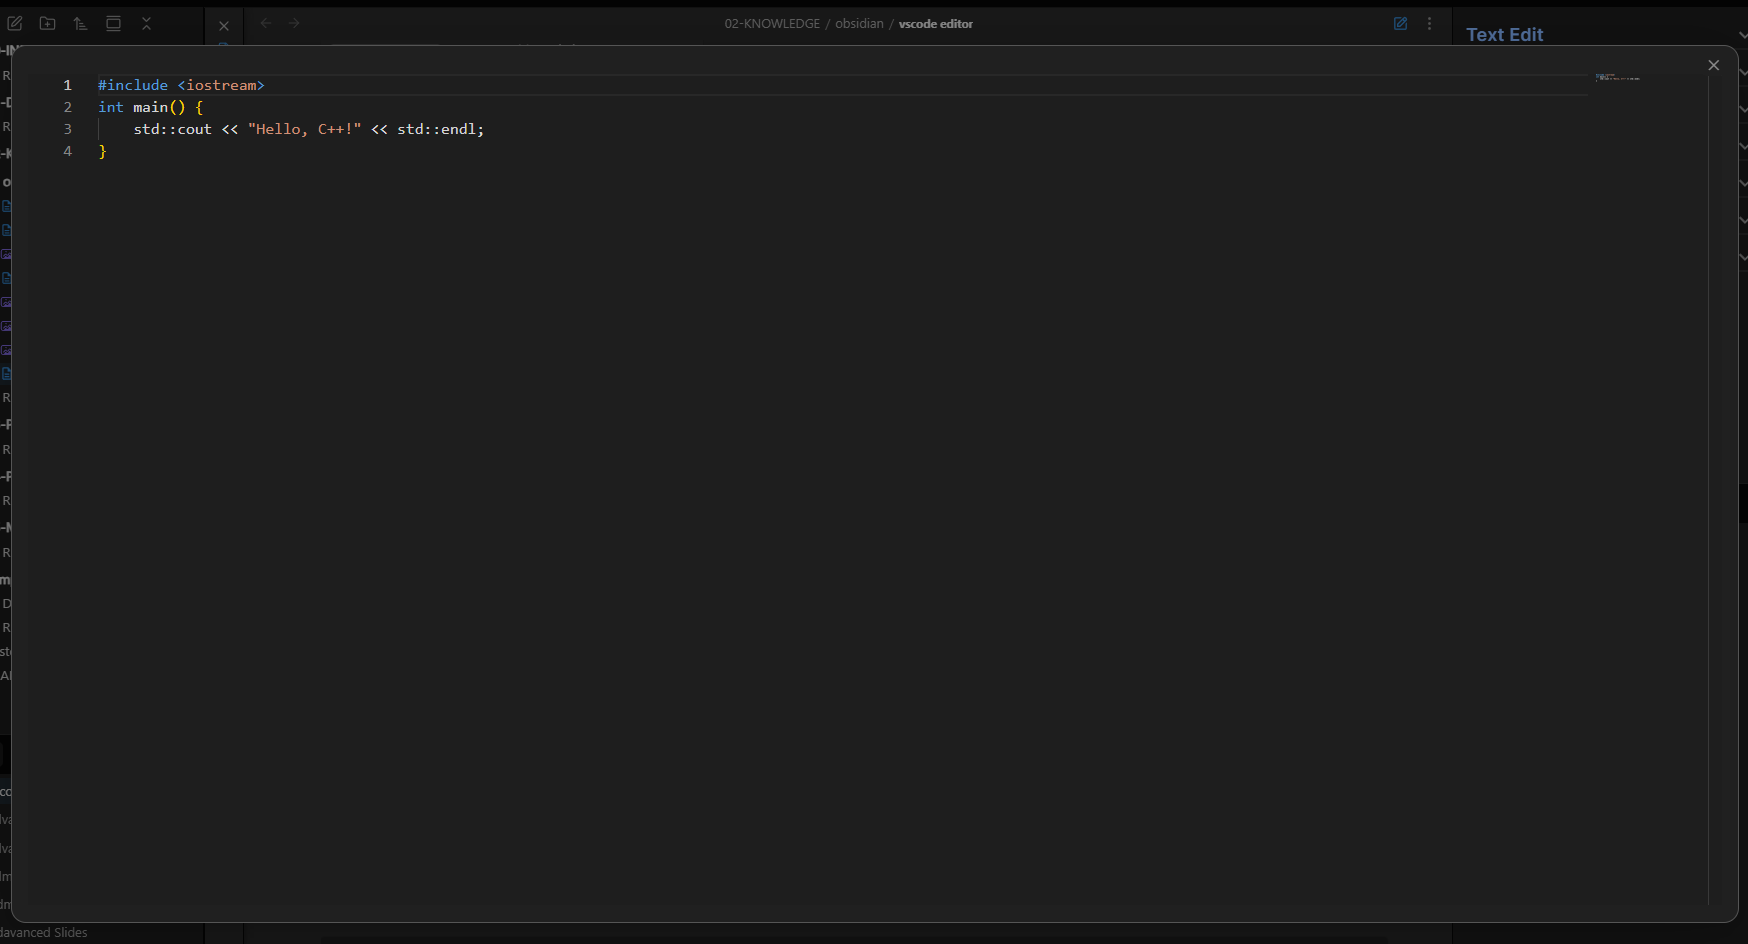 02-KNOWLEDGE / obsidian / vscode editor
Text Edit
1 #include <iostream>
2 int main() {
3     std::cout << "Hello, C++!" << std::endl;
4 }
davanced Slides